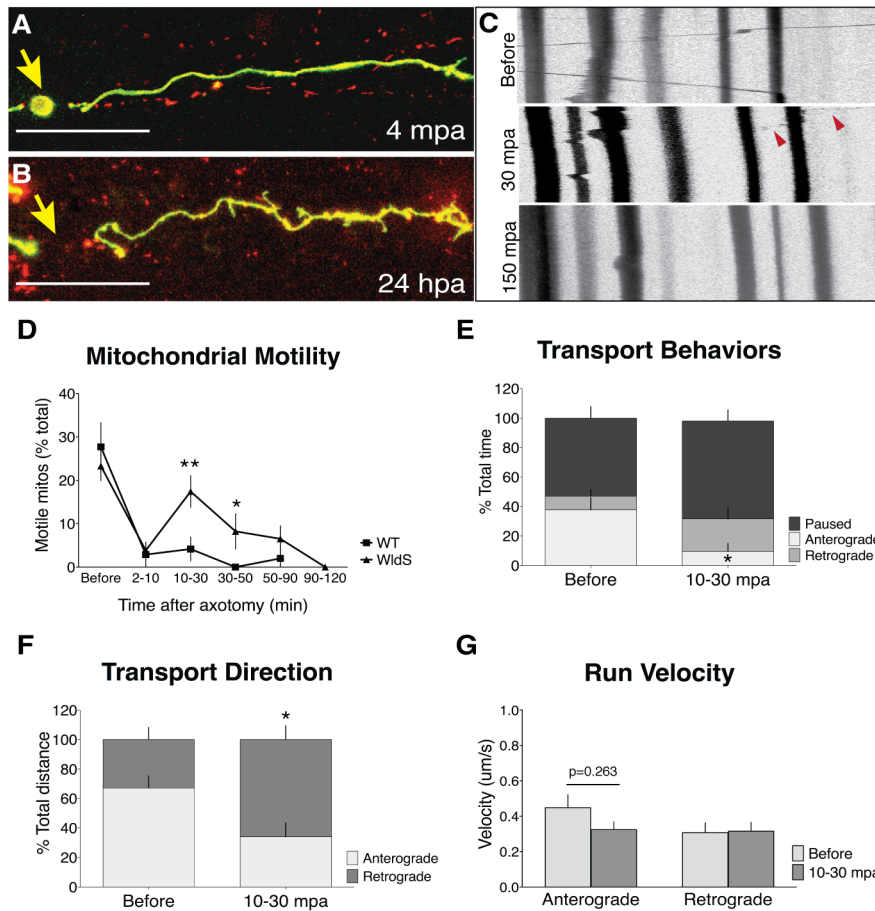 A
4 mpa
B
24 hpa
C
Before
30 mpa
150 mpa
D
Mitochondrial Motility
Motile mitos (% total)
40
30
20
10
0
**
*
Before 2-10 10-30 30-50 50-90 90-120
Time after axotomy (min)
WT
WldS
E
Transport Behaviors
% Total time
120
100
80
60
40
20
0
*
Before 10-30 mpa
Paused
Anterograde
Retrograde
F
Transport Direction
% Total distance
120
100
80
60
40
20
0
*
Before 10-30 mpa
Anterograde
Retrograde
G
Run Velocity
Velocity (um/s)
1.0
0.8
0.6
0.4
0.2
0.0
p=0.263
Anterograde Retrograde
Before
10-30 mpa